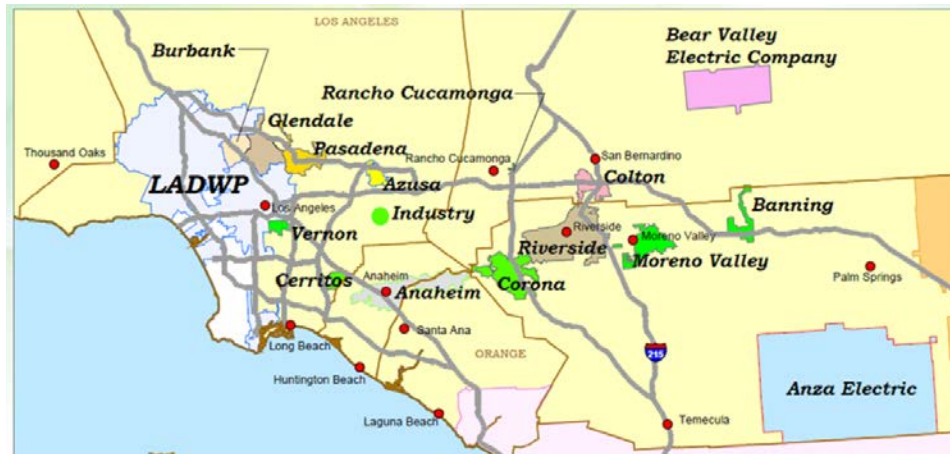 LOS ANGELES
Burbank
Bear Valley
Electric Company
Rancho Cucamonga
Glendale
Pasadena
Thousand Oaks
Rancho Cucamonga
San Bernardino
LADWP
Azusa
Colton
Los Angeles
Industry
Banning
Vernon
Riverside
Riverside
Moreno Valley
Moreno Valley
Cerritos
Anaheim
Anaheim
Corona
Palm Springs
Santa Ana
Long Beach
ORANGE
215
Huntington Beach
Anza Electric
Laguna Beach
Temecula